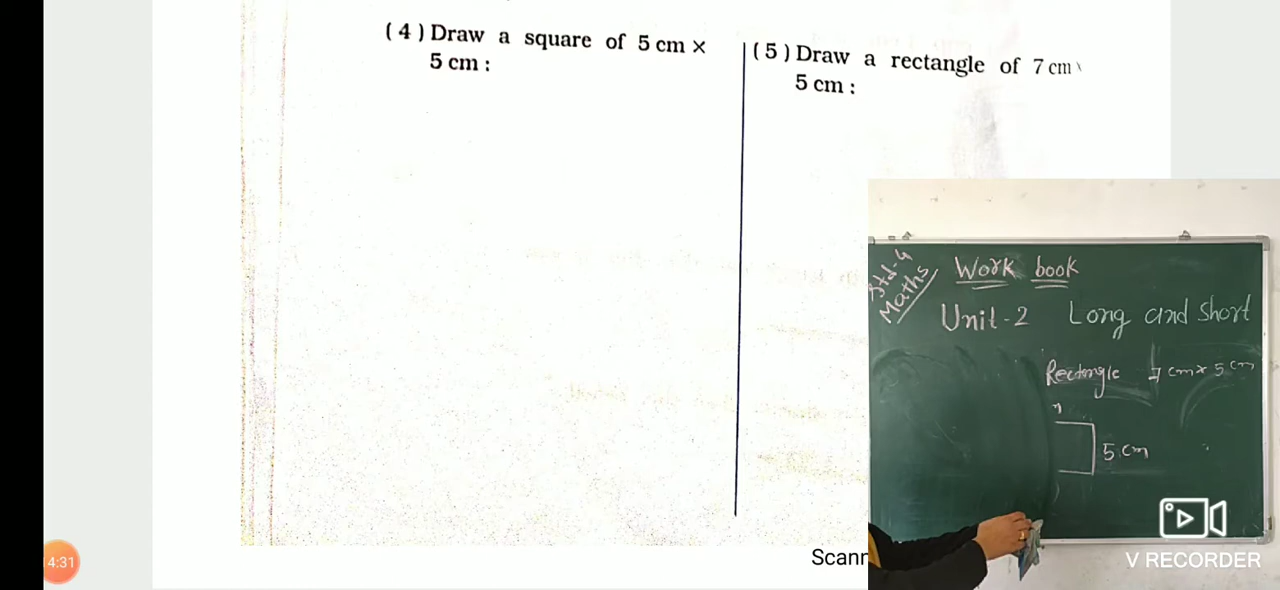 ( 4 ) Draw a square of 5 cm ×
5 cm :
( 5 ) Draw a rectangle of 7 cm
5 cm :
Std-4
Maths
Work book
Unit-2 Long and Short
Rectangle 7 cm × 5 cm
5 cm
Scann
V RECORDER
4:31